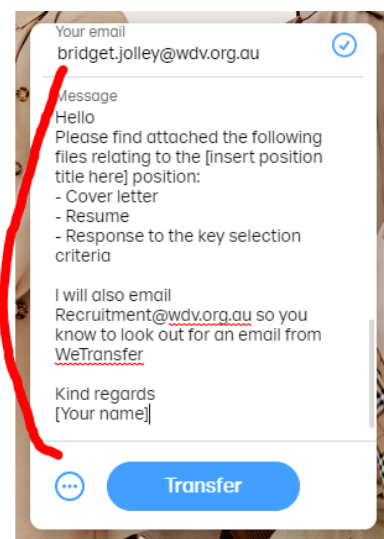 Your email
bridget.jolley@wdv.org.au
Message
Hello
Please find attached the following
files relating to the [insert position
title here] position:
- Cover letter
- Resume
- Response to the key selection
criteria
I will also email
Recruitment@wdv.org.au so you
know to look out for an email from
WeTransfer
Kind regards
[Your name]
Transfer